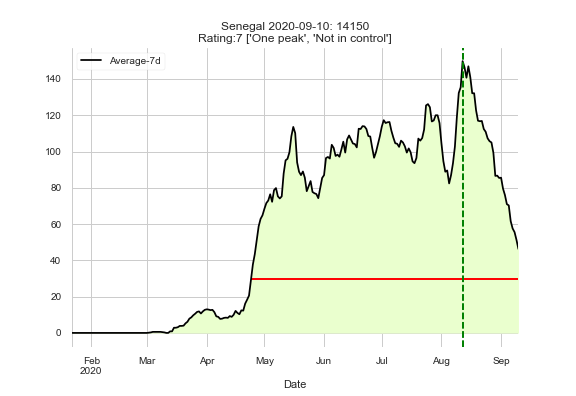 Senegal 2020-09-10: 14150
Rating:7 ['One peak', 'Not in control']
Average-7d
140
120
100
80
60
40
20
0
Feb Mar Apr May Jun Jul Aug Sep
2020
Date